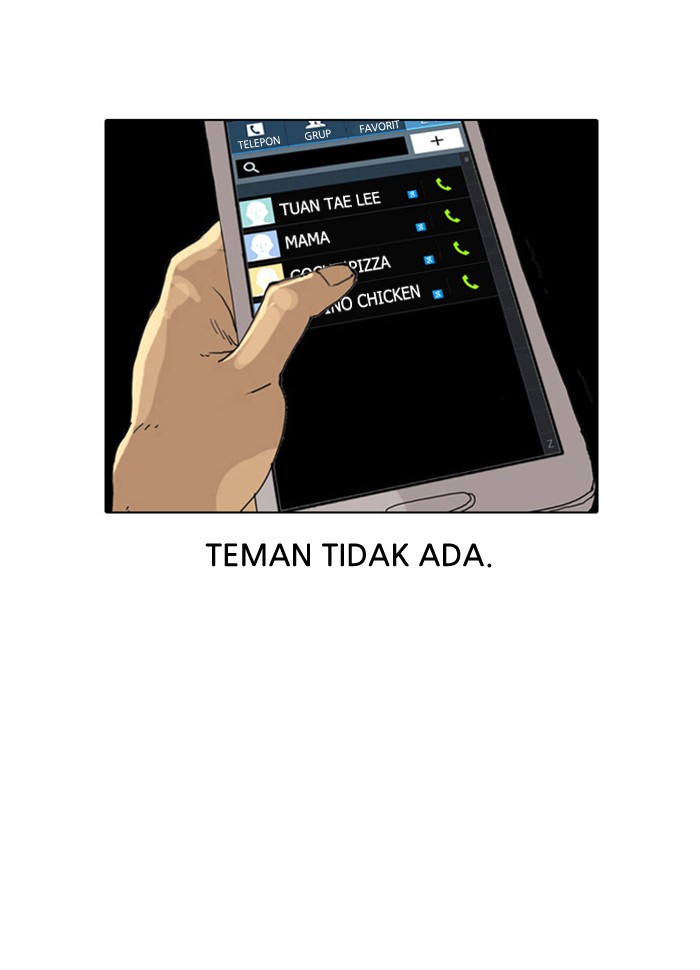 TELEPON GRUP FAVORIT
+
TUAN TAE LEE
MAMA
PIZZA
CHICKEN
Z
TEMAN TIDAK ADA.